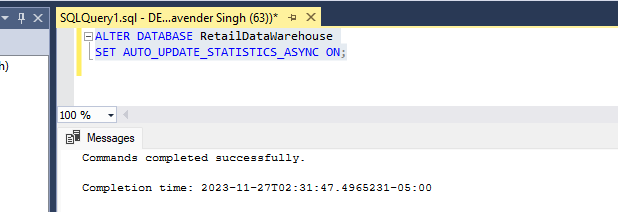 SQLQuery1.sql - DE...avender Singh (63))*
h)
ALTER DATABASE RetailDataWarehouse
SET AUTO_UPDATE_STATISTICS_ASYNC ON;
100 %
Messages
Commands completed successfully.
Completion time: 2023-11-27T02:31:47.4965231-05:00